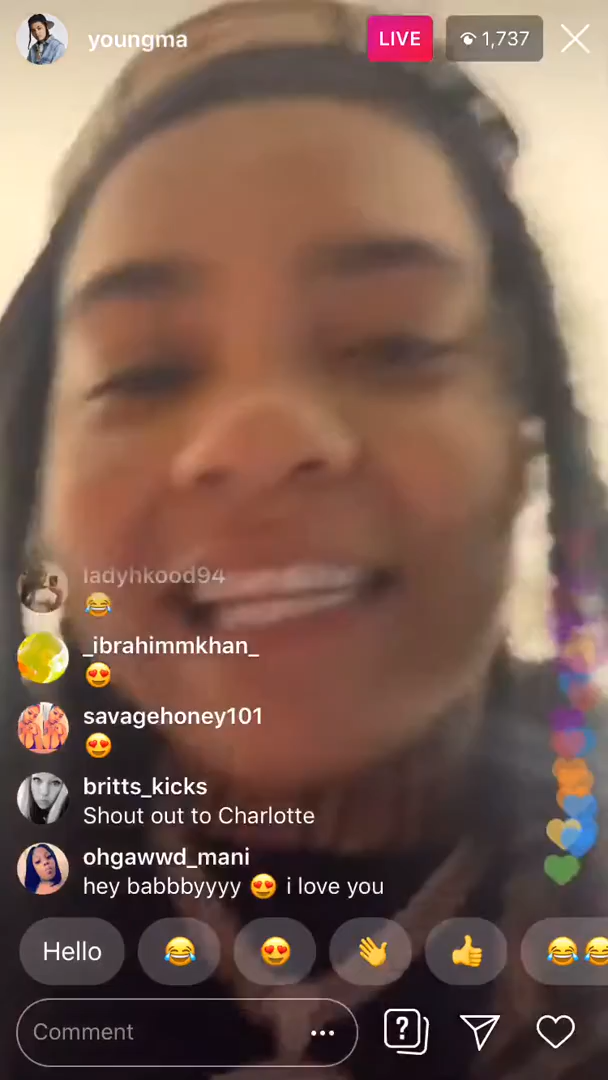 youngma
LIVE
1,737
ladyhkood94
😂
_ibrahimmkhan_
😍
savagehoney101
😍
britts_kicks
Shout out to Charlotte
ohgawwd_mani
hey babbbyyyy 😍 i love you
Hello 😂 😍 👋 👍 😂😂
Comment